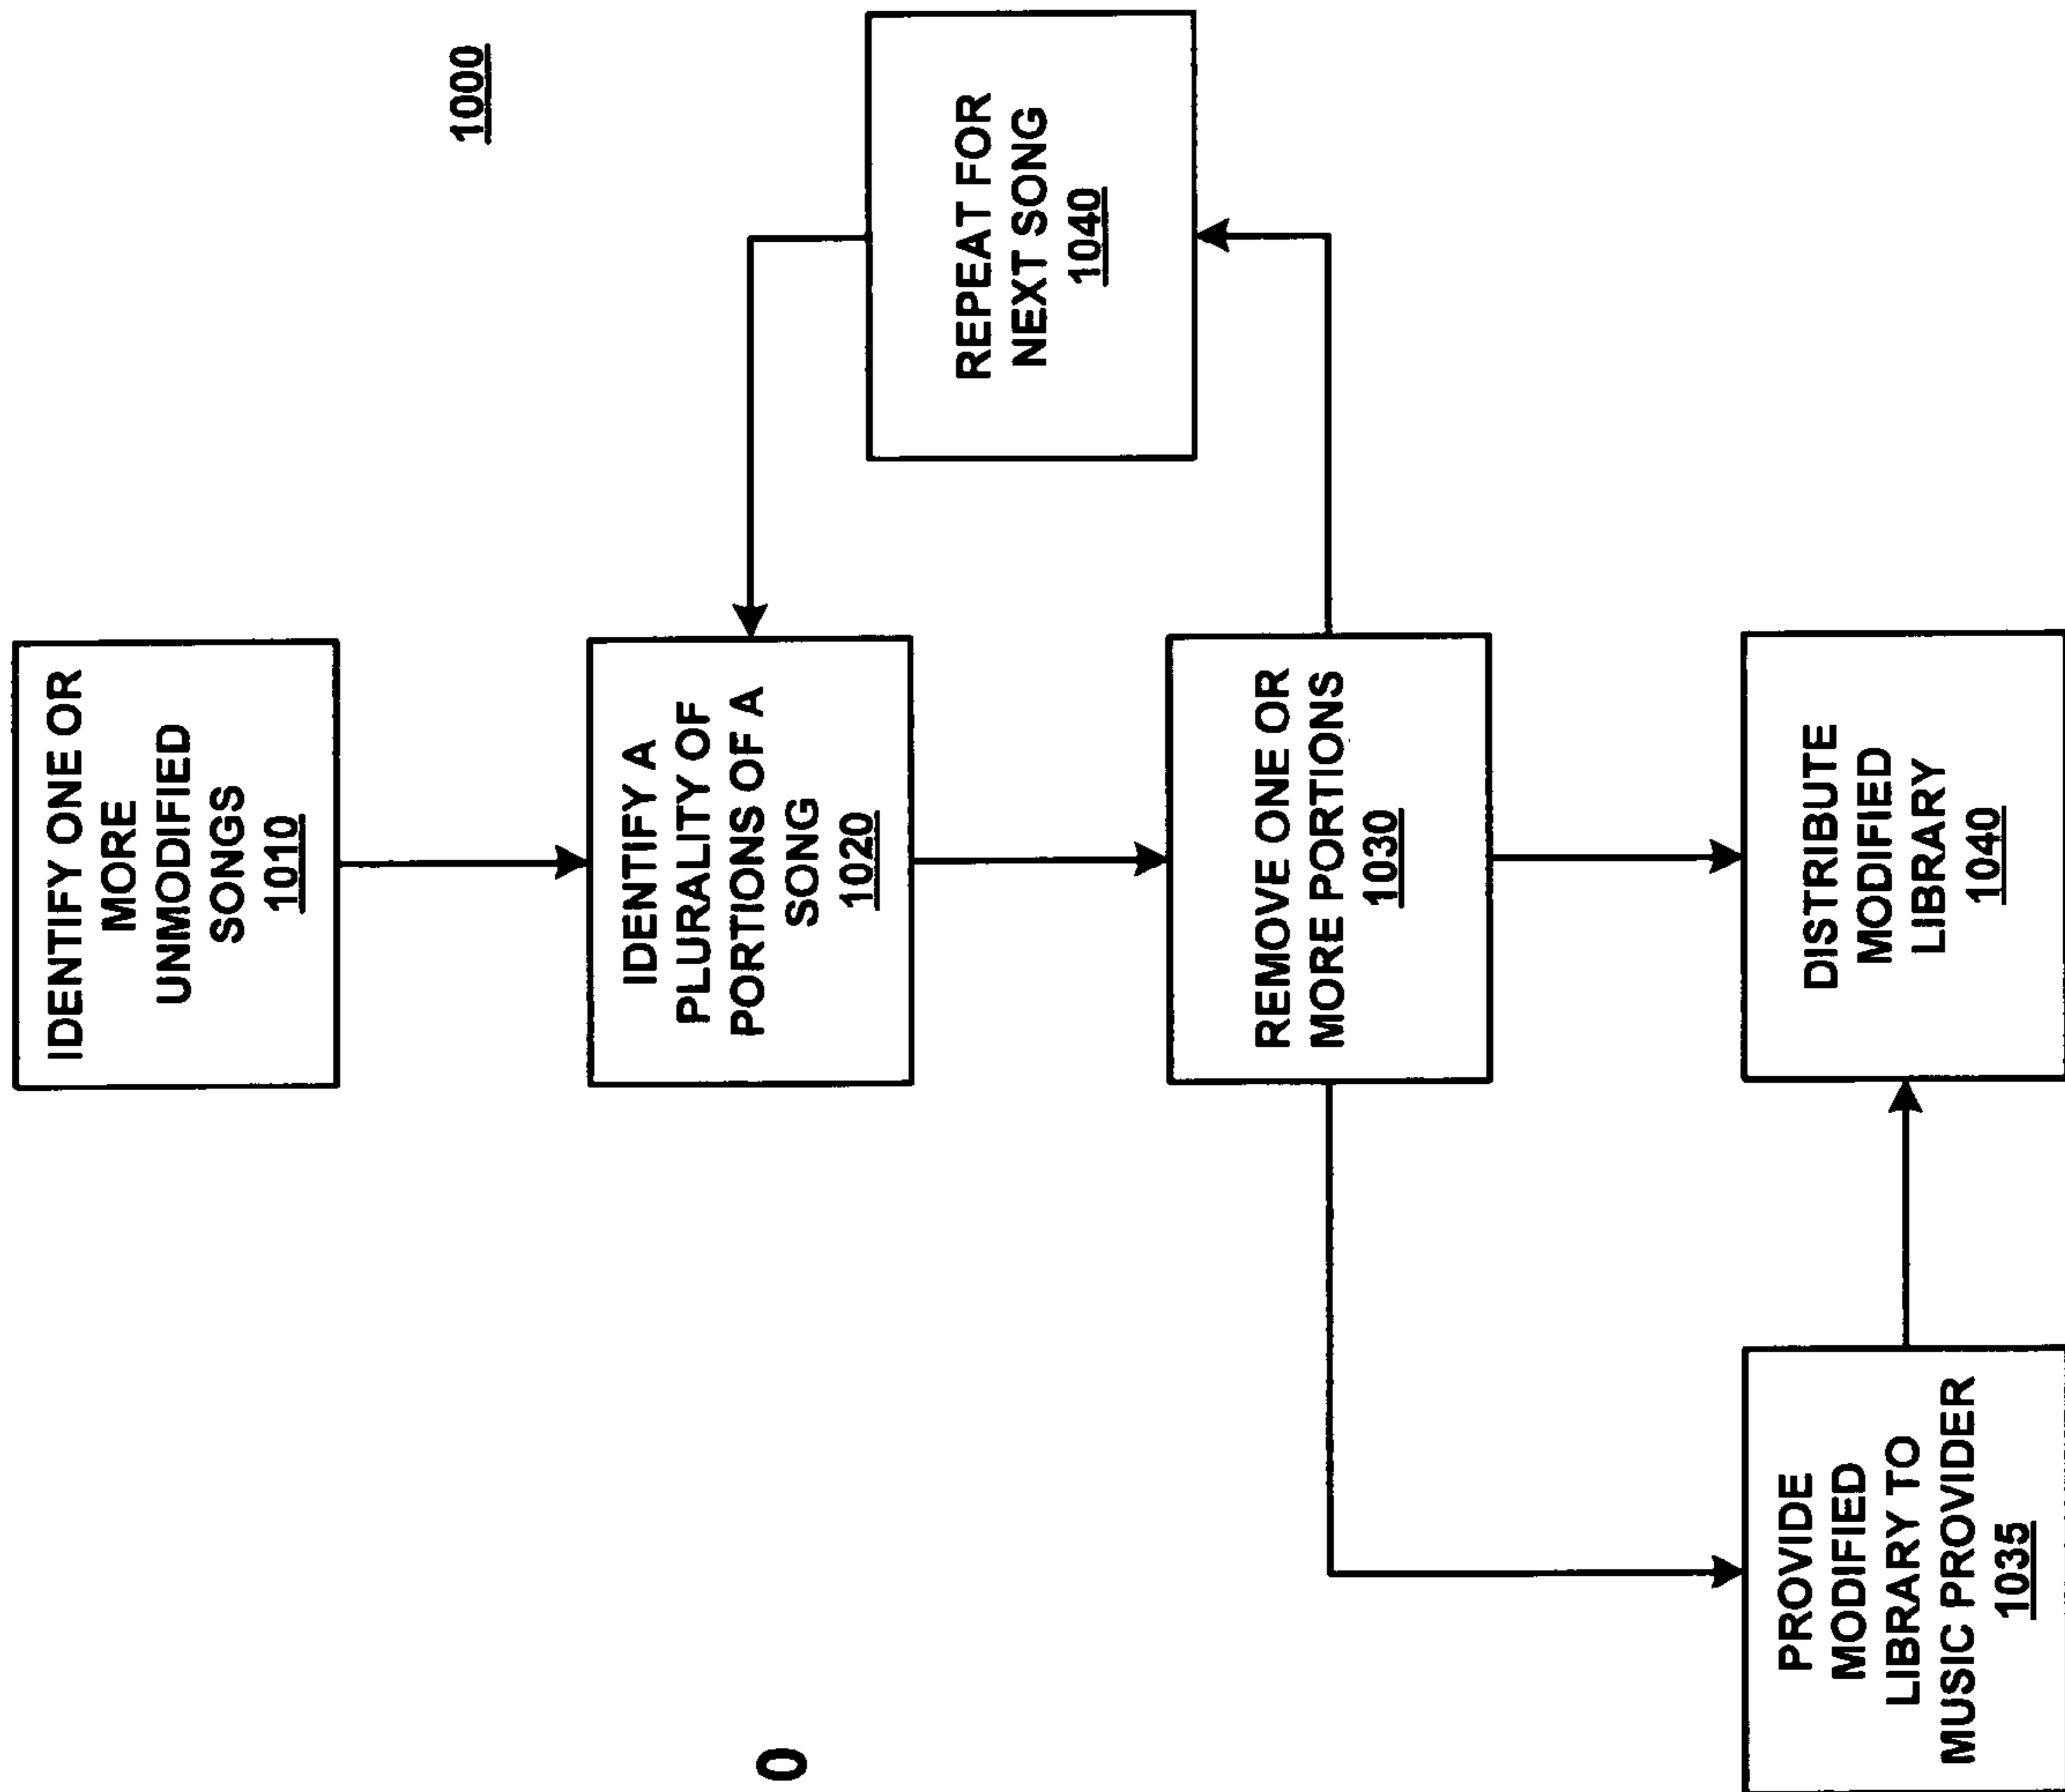 1000
IDENTIFY ONE OR
MORE
UNMODIFIED
SONGS
1010
IDENTIFY A
PLURALITY OF
PORTIONS OF A
SONG
1020
REPEAT FOR
NEXT SONG
1040
REMOVE ONE OR
MORE PORTIONS
1030
PROVIDE
MODIFIED
LIBRARY TO
MUSIC PROVIDER
1035
DISTRIBUTE
MODIFIED
LIBRARY
1040
0